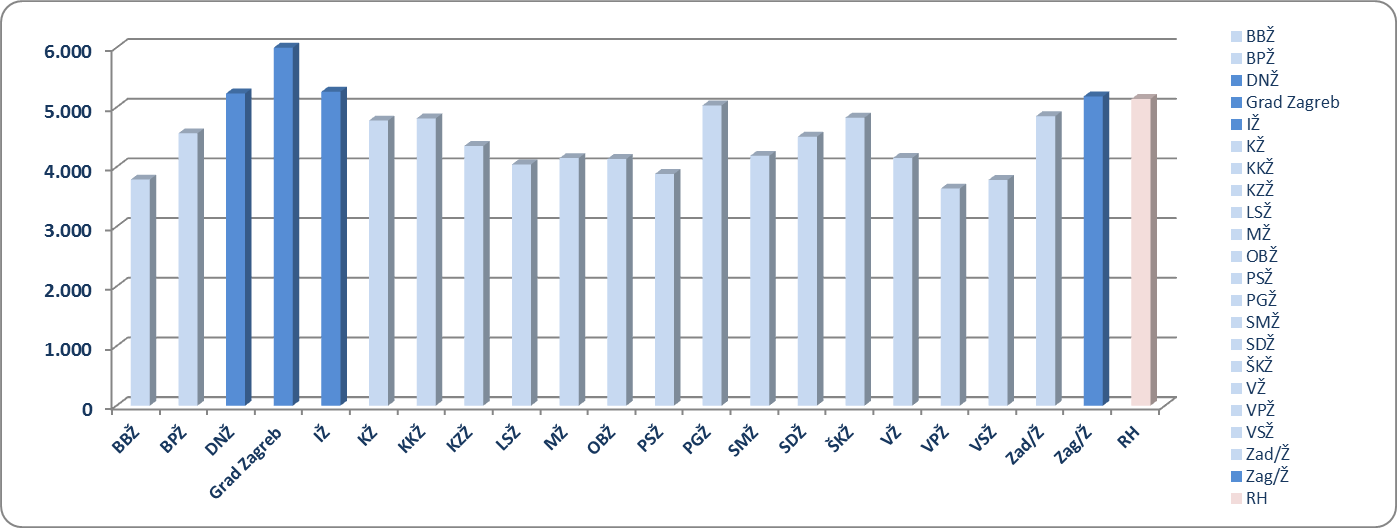 6.000
5.000
4.000
3.000
2.000
1.000
0
BBŽ
BPŽ
DNŽ
Grad Zagreb
IŽ
KŽ
KKŽ
KZŽ
LSŽ
MŽ
OBŽ
PSŽ
PGŽ
SMŽ
SDŽ
ŠKŽ
VŽ
VPŽ
VSŽ
Zad/Ž
Zag/Ž
RH
BBŽ
BPŽ
DNŽ
Grad Zagreb
IŽ
KŽ
KKŽ
KZŽ
LSŽ
MŽ
OBŽ
PSŽ
PGŽ
SMŽ
SDŽ
ŠKŽ
VŽ
VPŽ
VSŽ
Zad/Ž
Zag/Ž
RH